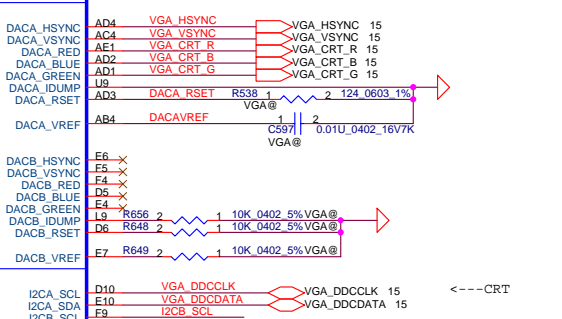 DACA_HSYNC AD4 VGA_HSYNC VGA_HSYNC 15
DACA_VSYNC AC4 VGA_VSYNC VGA_VSYNC 15
DACA_RED AE1 VGA_CRT_R VGA_CRT_R 15
DACA_BLUE AD2 VGA_CRT_B VGA_CRT_B 15
DACA_GREEN AD1 VGA_CRT_G VGA_CRT_G 15
DACA_IDUMP U9
DACA_RSET AD3 DACA_RSET R538 1 2 124_0603_1%
VGA@
DACA_VREF AB4 DACAVREF 1 2
C597 0.01U_0402_16V7K
VGA@
DACB_HSYNC E6
DACB_VSYNC F5
DACB_RED F4
DACB_BLUE D5
DACB_GREEN E4
DACB_IDUMP L9 R656 2 1 10K_0402_5% VGA@
DACB_RSET D6 R648 2 1 10K_0402_5% VGA@
DACB_VREF E7 R649 2 1 10K_0402_5% VGA@
I2CA_SCL D10 VGA_DDCCLK VGA_DDCCLK 15 <---CRT
I2CA_SDA E10 VGA_DDCDATA VGA_DDCDATA 15
I2CB_SCL F9 I2CB_SCL